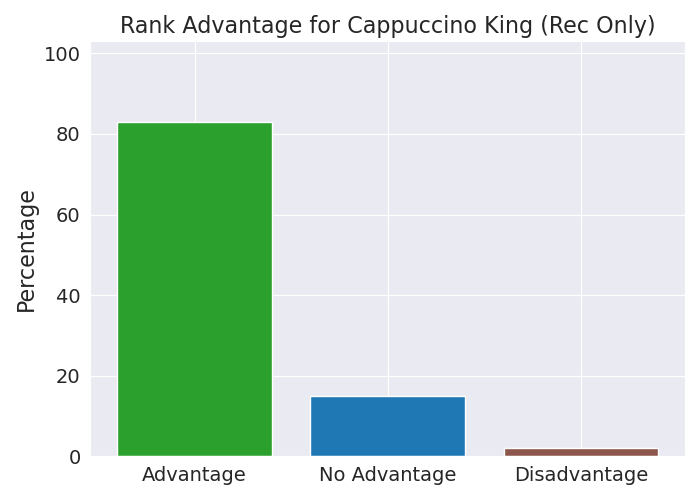 Rank Advantage for Cappuccino King (Rec Only)
100
80
60
40
20
0
Percentage
Advantage
No Advantage
Disadvantage